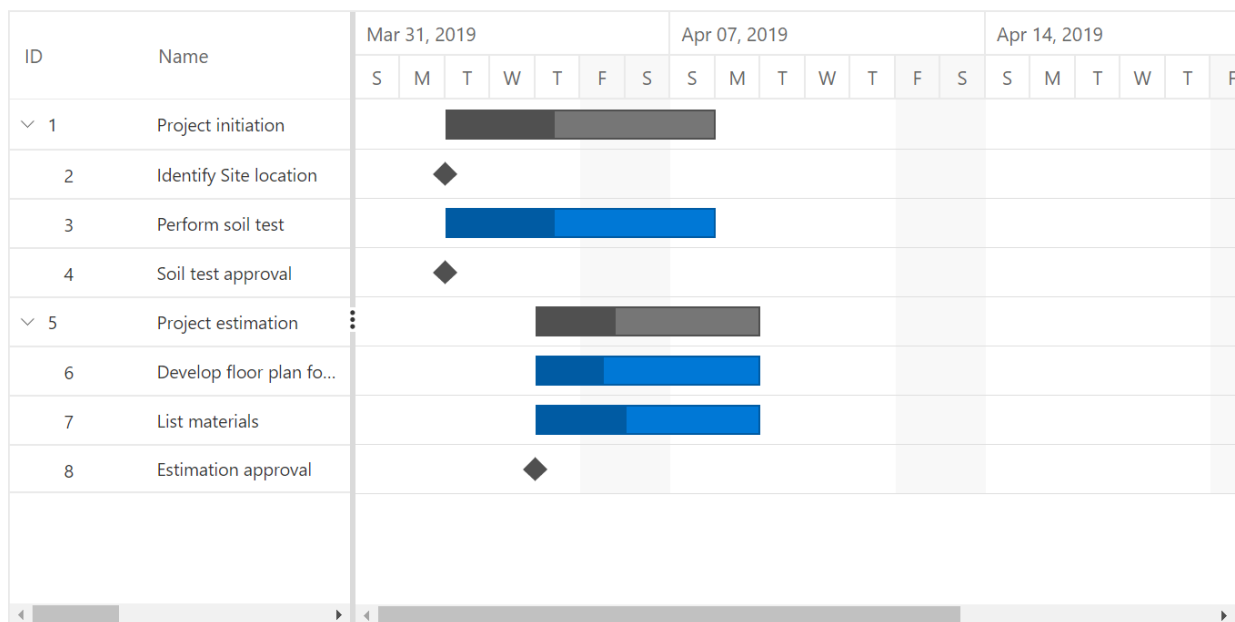 ID Name Mar 31, 2019 Apr 07, 2019 Apr 14, 2019
S M T W T F S S M T W T F S S M T W T F
1 Project initiation
2 Identify Site location
3 Perform soil test
4 Soil test approval
5 Project estimation
6 Develop floor plan fo...
7 List materials
8 Estimation approval